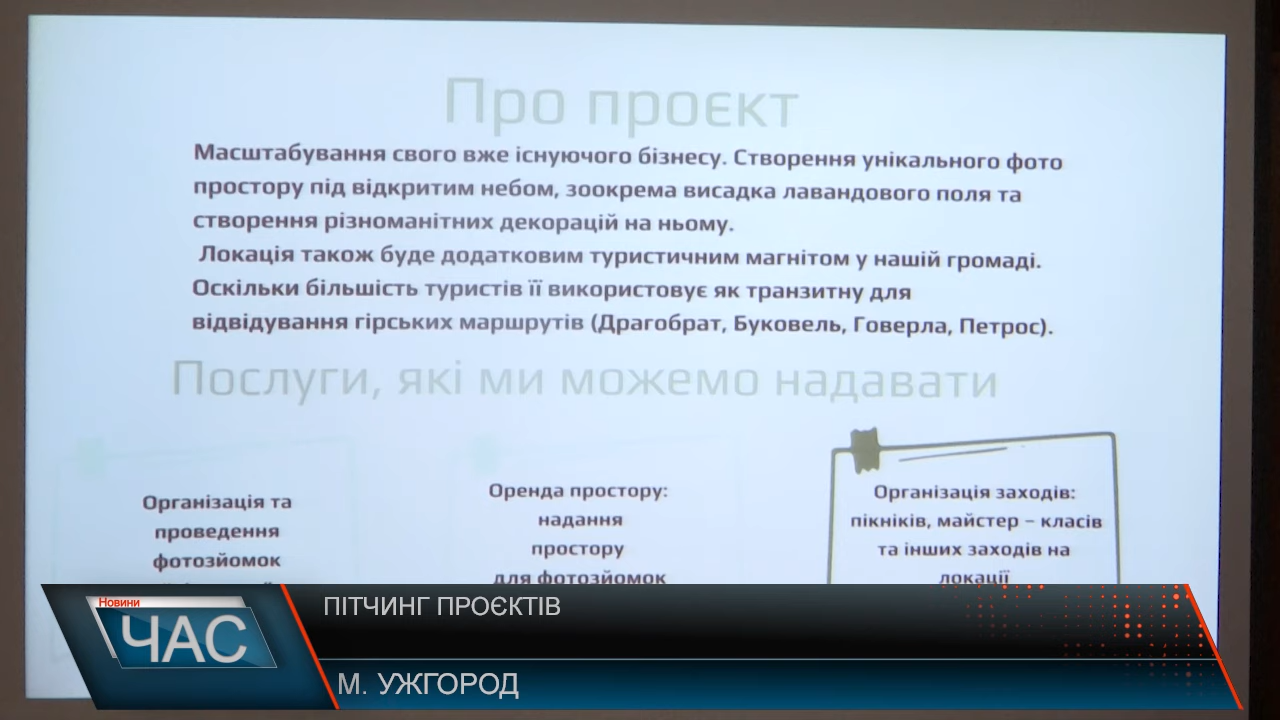 Про проєкт
Масштабування свого вже існуючого бізнесу. Створення унікального фото
простору під відкритим небом, зоокрема висадка лавандового поля та
створення різноманітних декорацій на ньому.
Локація також буде додатковим туристичним магнітом у нашій громаді.
Оскільки більшість туристів її використовує як транзитну для
відвідування гірських маршрутів (Драгобрат, Буковель, Говерла, Петрос).
Послуги, які ми можемо надавати
Організація та
проведення
фотозйомок
Оренда простору:
надання
простору
для фотозйомок
Організація заходів:
пікніків, майстер – класів
та інших заходів на
локації
Новини
ЧАС
ПІТЧИНГ ПРОЄКТІВ
М. УЖГОРОД